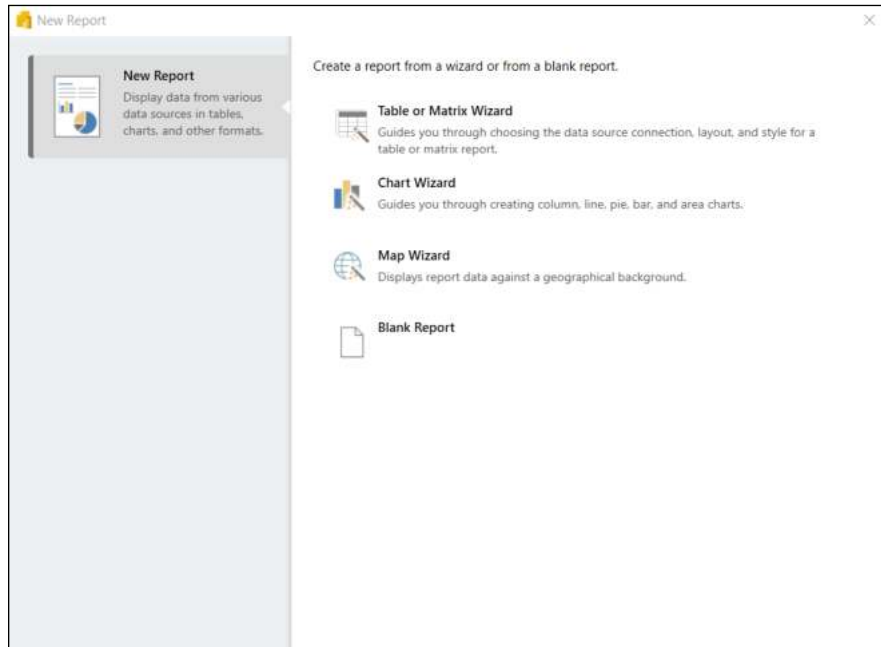 New Report
New Report
Display data from various
data sources in tables,
charts, and other formats.
Create a report from a wizard or from a blank report.
Table or Matrix Wizard
Guides you through choosing the data source connection, layout, and style for a
table or matrix report.
Chart Wizard
Guides you through creating column, line, pie, bar, and area charts.
Map Wizard
Displays report data against a geographical background.
Blank Report